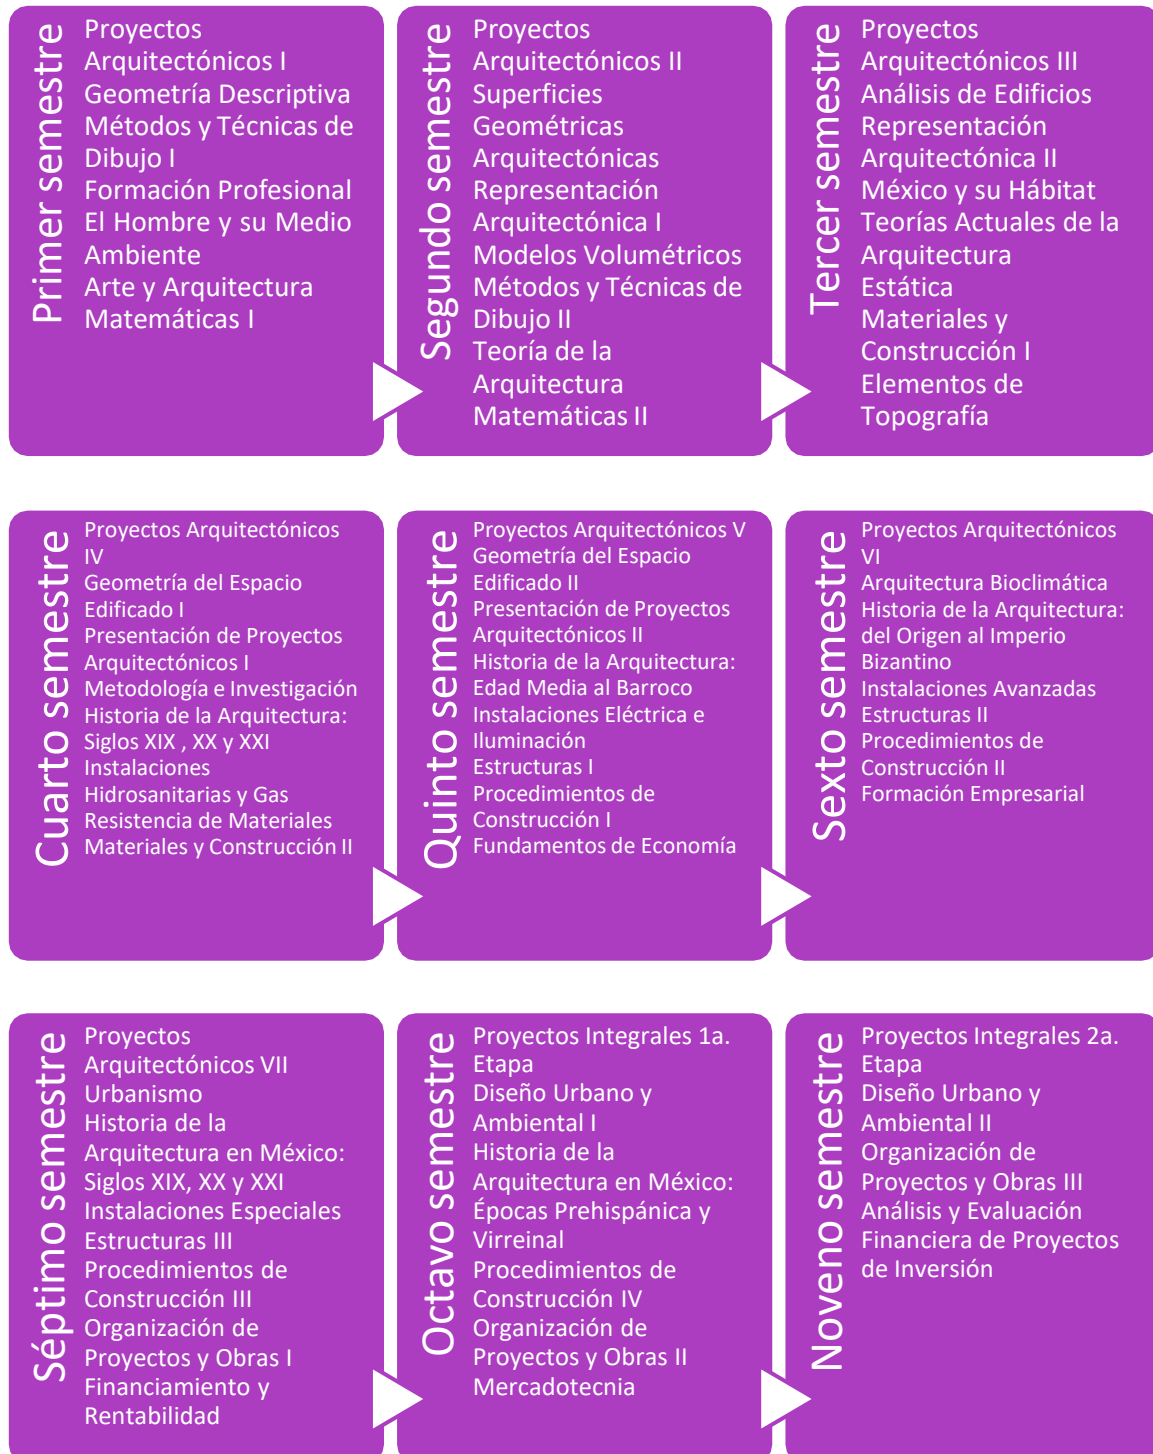 Primer semestre
Proyectos
Arquitectónicos I
Geometría Descriptiva
Métodos y Técnicas de
Dibujo I
Formación Profesional
El Hombre y su Medio
Ambiente
Arte y Arquitectura
Matemáticas I
Segundo semestre
Proyectos
Arquitectónicos II
Superficies
Geométricas
Arquitectónicas
Representación
Arquitectónica I
Modelos Volumétricos
Métodos y Técnicas de
Dibujo II
Teoría de la
Arquitectura
Matemáticas II
Tercer semestre
Proyectos
Arquitectónicos III
Análisis de Edificios
Representación
Arquitectónica II
México y su Hábitat
Teorías Actuales de la
Arquitectura
Estática
Materiales y
Construcción I
Elementos de
Topografía
Cuarto semestre
Proyectos Arquitectónicos
IV
Geometría del Espacio
Edificado I
Presentación de Proyectos
Arquitectónicos I
Metodología e Investigación
Historia de la Arquitectura:
Siglos XIX , XX y XXI
Instalaciones
Hidrosanitarias y Gas
Resistencia de Materiales
Materiales y Construcción II
Quinto semestre
Proyectos Arquitectónicos V
Geometría del Espacio
Edificado II
Presentación de Proyectos
Arquitectónicos II
Historia de la Arquitectura:
Edad Media al Barroco
Instalaciones Eléctrica e
Iluminación
Estructuras I
Procedimientos de
Construcción I
Fundamentos de Economía
Sexto semestre
Proyectos Arquitectónicos
VI
Arquitectura Bioclimática
Historia de la Arquitectura:
del Origen al Imperio
Bizantino
Instalaciones Avanzadas
Estructuras II
Procedimientos de
Construcción II
Formación Empresarial
Séptimo semestre
Proyectos
Arquitectónicos VII
Urbanismo
Historia de la
Arquitectura en México:
Siglos XIX, XX y XXI
Instalaciones Especiales
Estructuras III
Procedimientos de
Construcción III
Organización de
Proyectos y Obras I
Financiamiento y
Rentabilidad
Octavo semestre
Proyectos Integrales 1a.
Etapa
Diseño Urbano y
Ambiental I
Historia de la
Arquitectura en México:
Épocas Prehispánica y
Virreinal
Procedimientos de
Construcción IV
Organización de
Proyectos y Obras II
Mercadotecnia
Noveno semestre
Proyectos Integrales 2a.
Etapa
Diseño Urbano y
Ambiental II
Organización de
Proyectos y Obras III
Análisis y Evaluación
Financiera de Proyectos
de Inversión